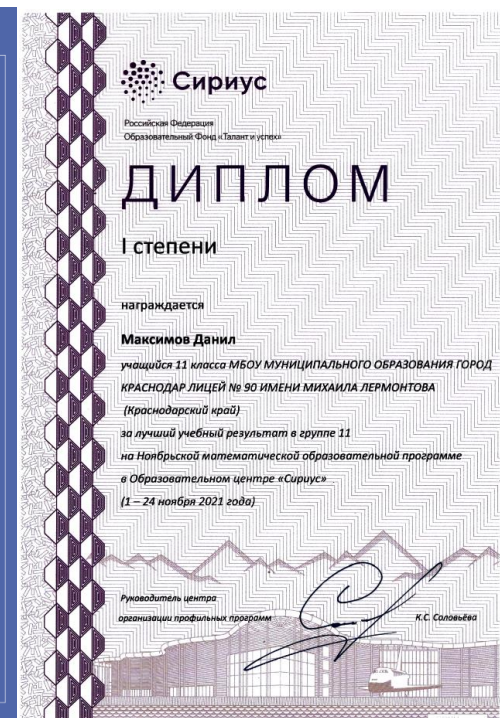 Сириус
Российская Федерация
Образовательный Фонд «Талант и успех»
ДИПЛОМ
I степени
награждается
Максимов Данил
учащийся 11 класса МБОУ МУНИЦИПАЛЬНОГО ОБРАЗОВАНИЯ ГОРОД
КРАСНОДАР ЛИЦЕЙ № 90 ИМЕНИ МИХАИЛА ЛЕРМОНТОВА
(Краснодарский край)
за лучший учебный результат в группе 11
на Ноябрьской математической образовательной программе
в Образовательном центре «Сириус»
(1 – 24 ноября 2021 года)
Руководитель центра
организации профильных программ К.С. Соловьёва